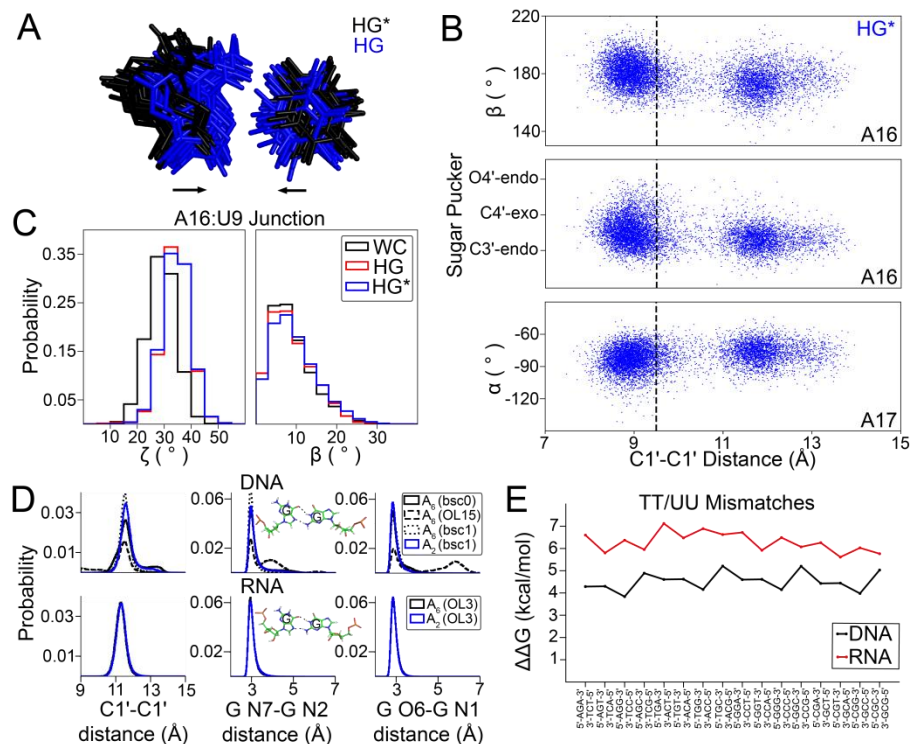 A
HG*
HG
B
HG*
220
180
130
β ( ° )
A16
O4'-endo
C4'-exo
C3'-endo
Sugar Pucker
A16
-60
-90
-120
α ( ° )
A17
7 9 11 13 15
C1'-C1' Distance (Å)
C
A16:U9 Junction
WC
HG
HG*
0.35
0.25
0.15
0.05
Probability
10 20 30 40 50
ζ ( ° )
10 20 30
β ( ° )
D
DNA
0.03
0.01
0.06
0.02
0.06
0.02
G G
A6 (bsc0)
A6 (OL15)
A6 (bsc1)
A2 (bsc1)
Probability
RNA
0.03
0.01
0.06
0.02
0.06
0.02
G G
A6 (OL3)
A2 (OL3)
9 11 13 15
3 5 7
3 5 7
C1'-C1' distance (Å)
G N7-G N2 distance (Å)
G O6-G N1 distance (Å)
E
TT/UU Mismatches
7
6
5
4
3
2
1
ΔΔG (kcal/mol)
DNA
RNA